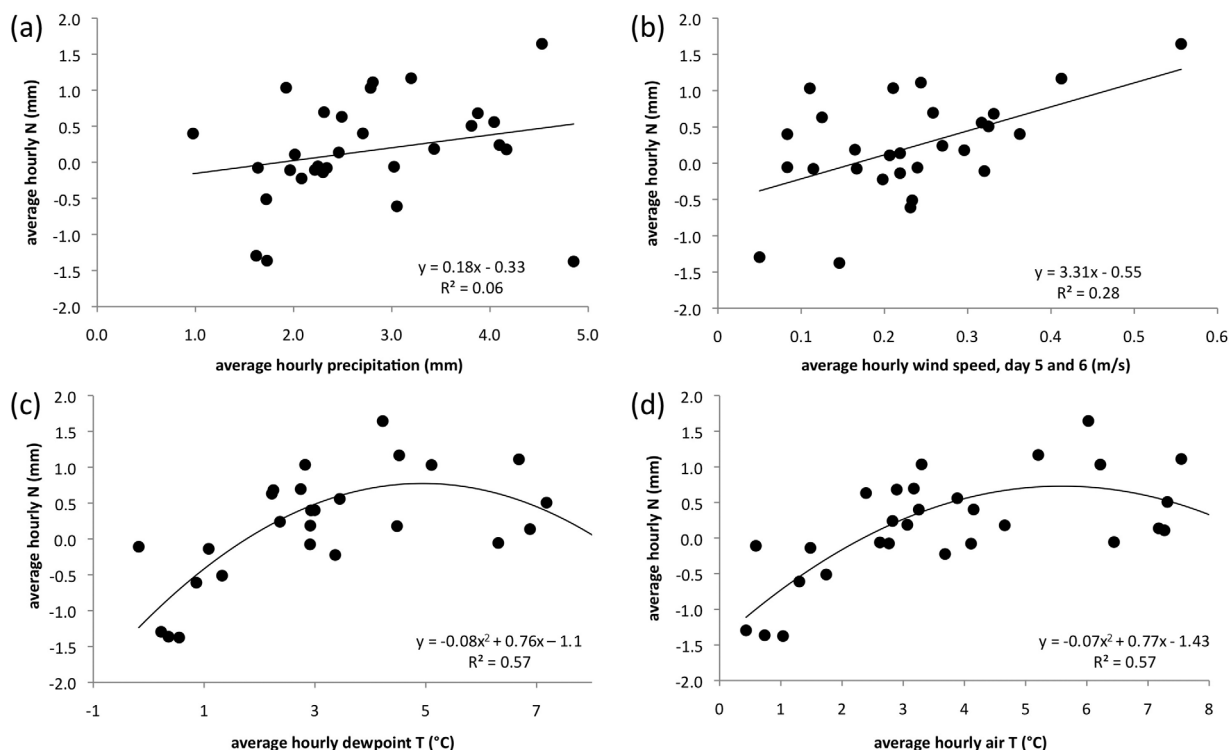 (a)
average hourly N (mm)
2.0
1.5
1.0
0.5
0.0
-0.5
-1.0
-1.5
-2.0
y = 0.18x - 0.33
R² = 0.06
0.0 1.0 2.0 3.0 4.0 5.0
average hourly precipitation (mm)
(b)
average hourly N (mm)
2.0
1.5
1.0
0.5
0.0
-0.5
-1.0
-1.5
-2.0
y = 3.31x - 0.55
R² = 0.28
0 0.1 0.2 0.3 0.4 0.5 0.6
average hourly wind speed, day 5 and 6 (m/s)
(c)
average hourly N (mm)
2.0
1.5
1.0
0.5
0.0
-0.5
-1.0
-1.5
-2.0
y = -0.08x² + 0.76x – 1.1
R² = 0.57
-1 1 3 5 7
average hourly dewpoint T (°C)
(d)
average hourly N (mm)
2.0
1.5
1.0
0.5
0.0
-0.5
-1.0
-1.5
-2.0
y = -0.07x² + 0.77x - 1.43
R² = 0.57
0 1 2 3 4 5 6 7 8
average hourly air T (°C)